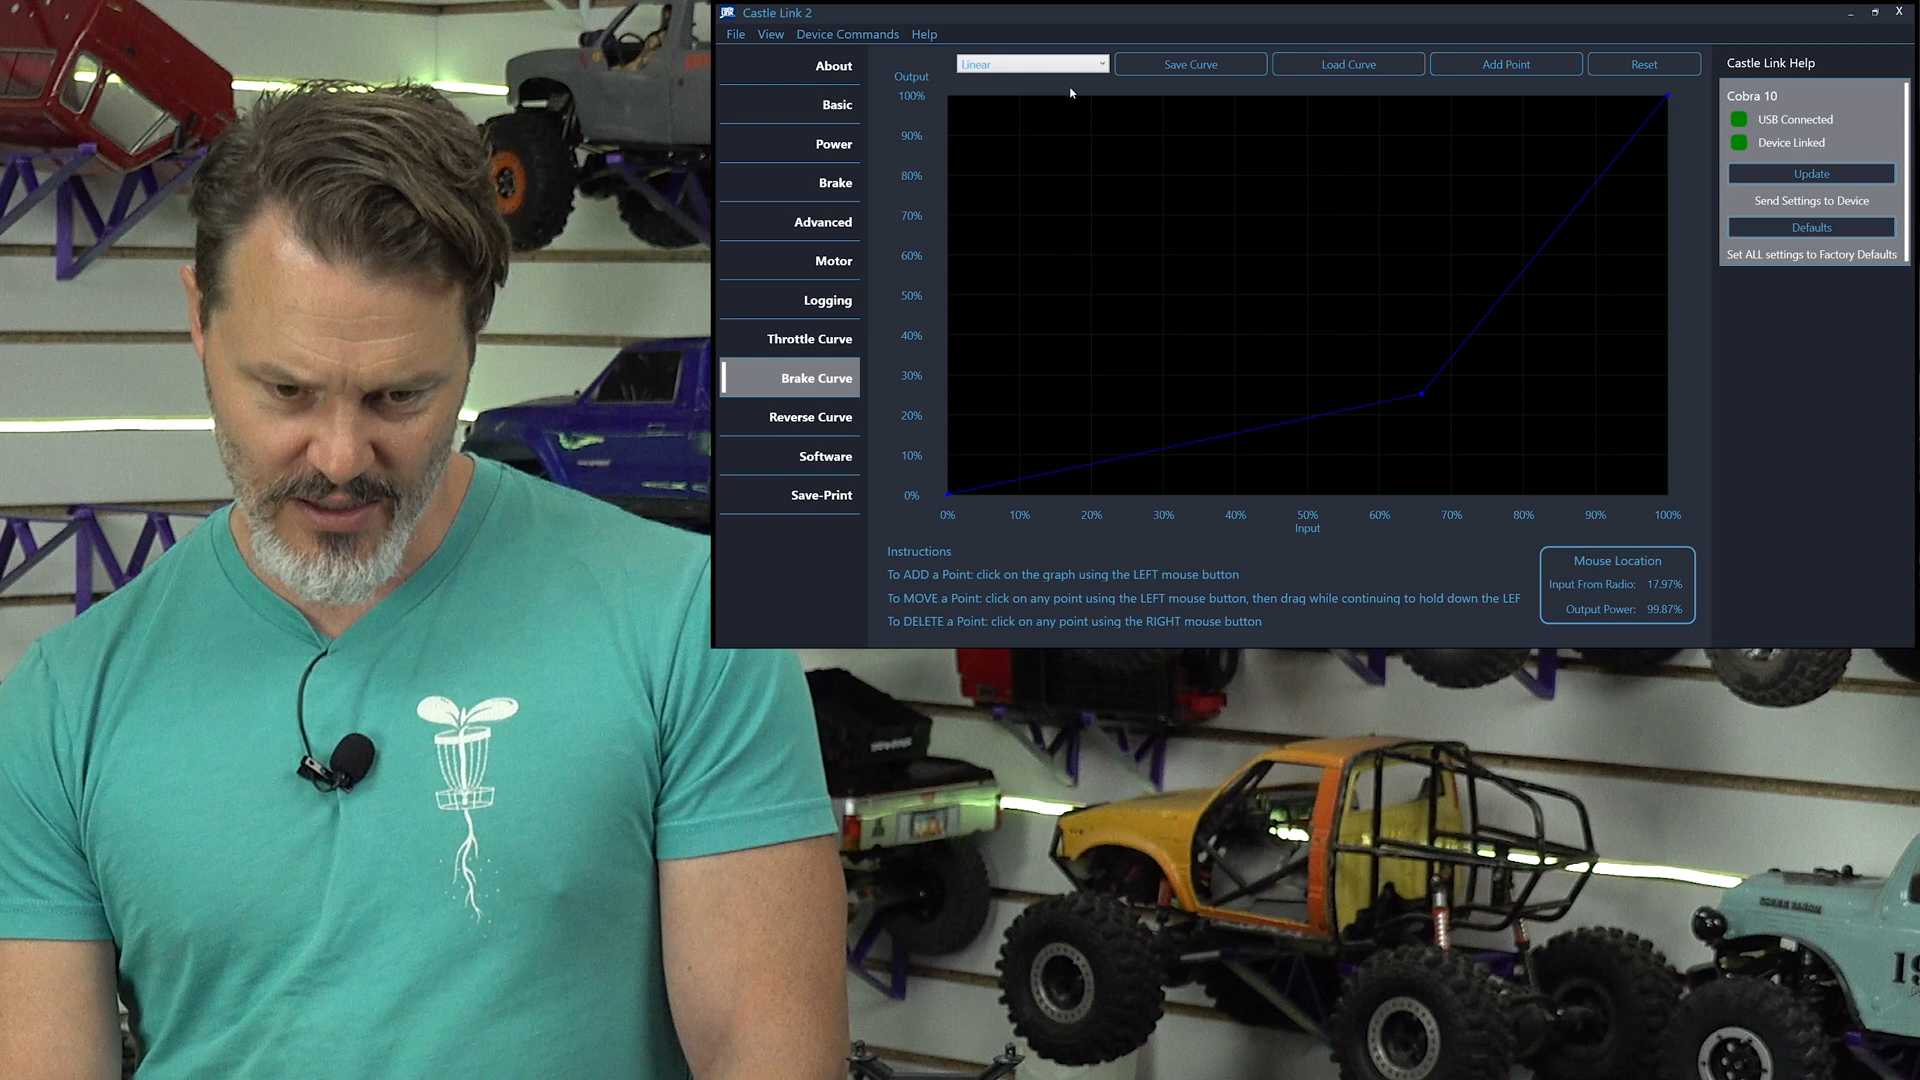 Castle Link 2
File View Device Commands Help
About
Basic
Power
Brake
Advanced
Motor
Logging
Throttle Curve
Brake Curve
Reverse Curve
Software
Save-Print
Linear
Save Curve
Load Curve
Add Point
Reset
Output
100%
90%
80%
70%
60%
50%
40%
30%
20%
10%
0%
0% 10% 20% 30% 40% 50% 60% 70% 80% 90% 100%
Input
Instructions
To ADD a Point: click on the graph using the LEFT mouse button
To MOVE a Point: click on any point using the LEFT mouse button, then drag while continuing to hold down the LEF
To DELETE a Point: click on any point using the RIGHT mouse button
Mouse Location
Input From Radio: 17.97%
Output Power: 99.87%
Castle Link Help
Cobra 10
USB Connected
Device Linked
Update
Send Settings to Device
Defaults
Set ALL settings to Factory Defaults